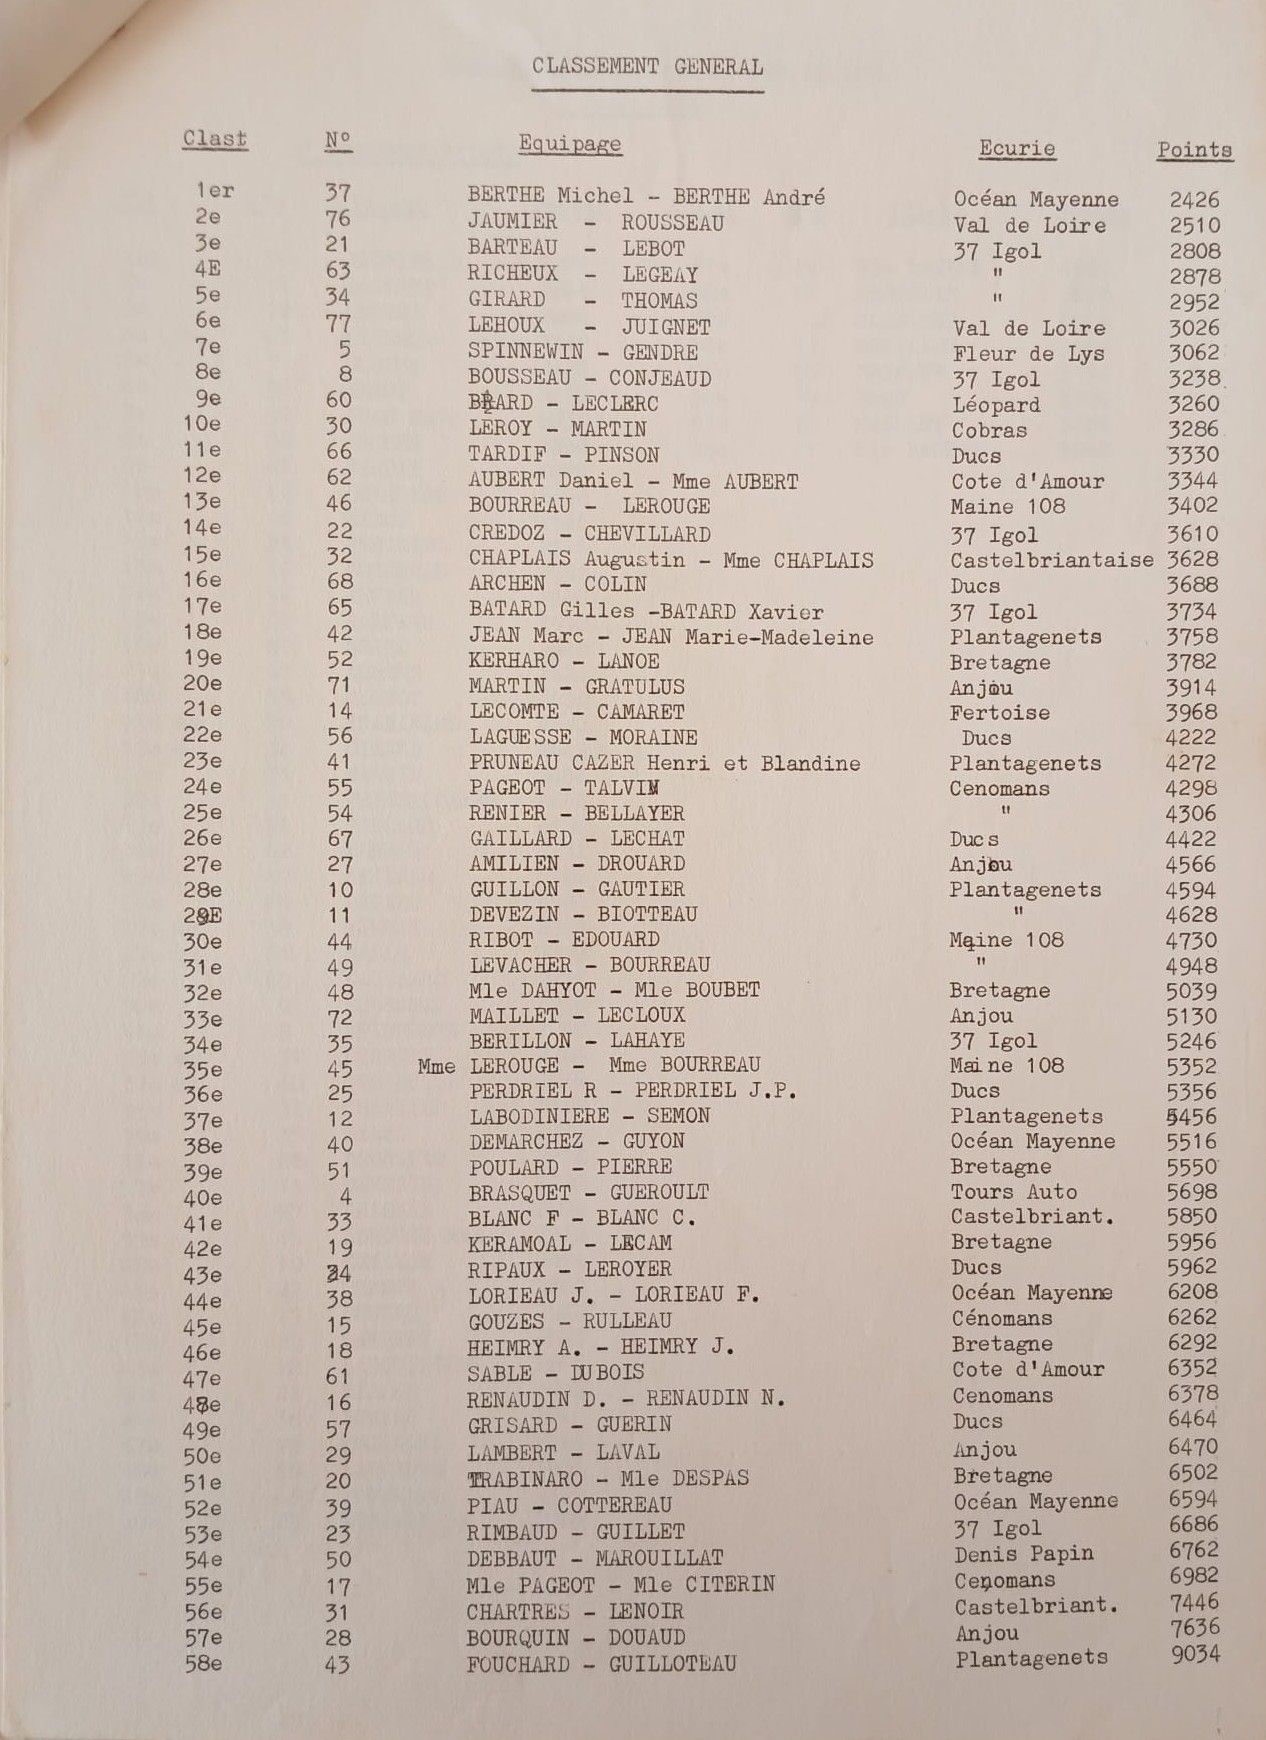 CLASSEMENT GENERAL
Clast N° Equipage Ecurie Points
1er 37 BERTHE Michel - BERTHE André Océan Mayenne 2426
2e 76 JAUMIER - ROUSSEAU Val de Loire 2510
3e 21 BARTEAU - LEBOT 37 Igol 2808
4E 63 RICHEUX - LEGEAY " 2878
5e 34 GIRARD - THOMAS " 2952
6e 77 LEHOUX - JUIGNET Val de Loire 3026
7e 5 SPINNEWIN - GENDRE Fleur de Lys 3062
8e 8 BOUSSEAU - CONJEAUD 37 Igol 3238
9e 60 - LECLERC Léopard 3260
10e 30 LEROY - MARTIN Cobras 3286
11e 66 TARDIF - PINSON Ducs 3330
12e 62 AUBERT Daniel - Mme AUBERT Cote d'Amour 3344
13e 46 BOURREAU - LEROUGE Maine 108 3402
14e 22 CREDOZ - CHEVILLARD 37 Igol 3610
15e 32 CHAPLAIS Augustin - Mme CHAPLAIS Castelbriantaise 3628
16e 68 ARCHEN - COLIN Ducs 3688
17e 65 BATARD Gilles -BATARD Xavier 37 Igol 3734
18e 42 JEAN Marc - JEAN Marie-Madeleine Plantagenets 3758
19e 52 KERHARO - LANOE Bretagne 3782
20e 71 MARTIN - GRATULUS Anjou 3914
21e 14 LECOMTE - CAMARET Fertoise 3968
22e 56 LAGUESSE - MORAINE Ducs 4222
23e 41 PRUNEAU CAZER Henri et Blandine Plantagenets 4272
24e 55 PAGEOT - TALVIN Cenomans 4298
25e 54 RENIER - BELLAYER " 4306
26e 67 GAILLARD - LECHAT Ducs 4422
27e 27 AMILIEN - DROUARD Anjou 4566
28e 10 GUILLON - GAUTIER Plantagenets 4594
29E 11 DEVEZIN - BIOTTEAU " 4628
30e 44 RIBOT - EDOUARD Maine 108 4730
31e 49 LEVACHER - BOURREAU " 4948
32e 48 Mle DAHYOT - Mle BOUBET Bretagne 5039
33e 72 MAILLET - LECLOUX Anjou 5130
34e 35 BERILLON - LAHAYE 37 Igol 5246
35e 45 Mme LEROUGE - Mme BOURREAU Maine 108 5352
36e 25 PERDRIEL R - PERDRIEL J.P. Ducs 5356
37e 12 LABODINIERE - SEMON Plantagenets 5456
38e 40 DEMARCHEZ - GUYON Océan Mayenne 5516
39e 51 POULARD - PIERRE Bretagne 5550
40e 4 BRASQUET - GUEROULT Tours Auto 5698
41e 33 BLANC F - BLANC C. Castelbriant. 5850
42e 19 KERAMOAL - LECAM Bretagne 5956
43e 24 RIPAUX - LEROYER Ducs 5962
44e 38 LORIEAU J. - LORIEAU F. Océan Mayenne 6208
45e 15 GOUZES - RULLEAU Cénomans 6262
46e 18 HEIMRY A. - HEIMRY J. Bretagne 6292
47e 61 SABLE - DUBOIS Cote d'Amour 6352
48e 16 RENAUDIN D. - RENAUDIN N. Cenomans 6378
49e 57 GRISARD - GUERIN Ducs 6464
50e 29 LAMBERT - LAVAL Anjou 6470
51e 20 TRABINARO - Mle DESPAS Bretagne 6502
52e 39 PIAU - COTTEREAU Océan Mayenne 6594
53e 23 RIMBAUD - GUILLET 37 Igol 6686
54e 50 DEBBAUT - MAROUILLAT Denis Papin 6762
55e 17 Mle PAGEOT - Mle CITERIN Cenomans 6982
56e 31 CHARTRES - LENOIR Castelbriant. 7446
57e 28 BOURQUIN - DOUAUD Anjou 7636
58e 43 FOUCHARD - GUILLOTEAU Plantagenets 9034